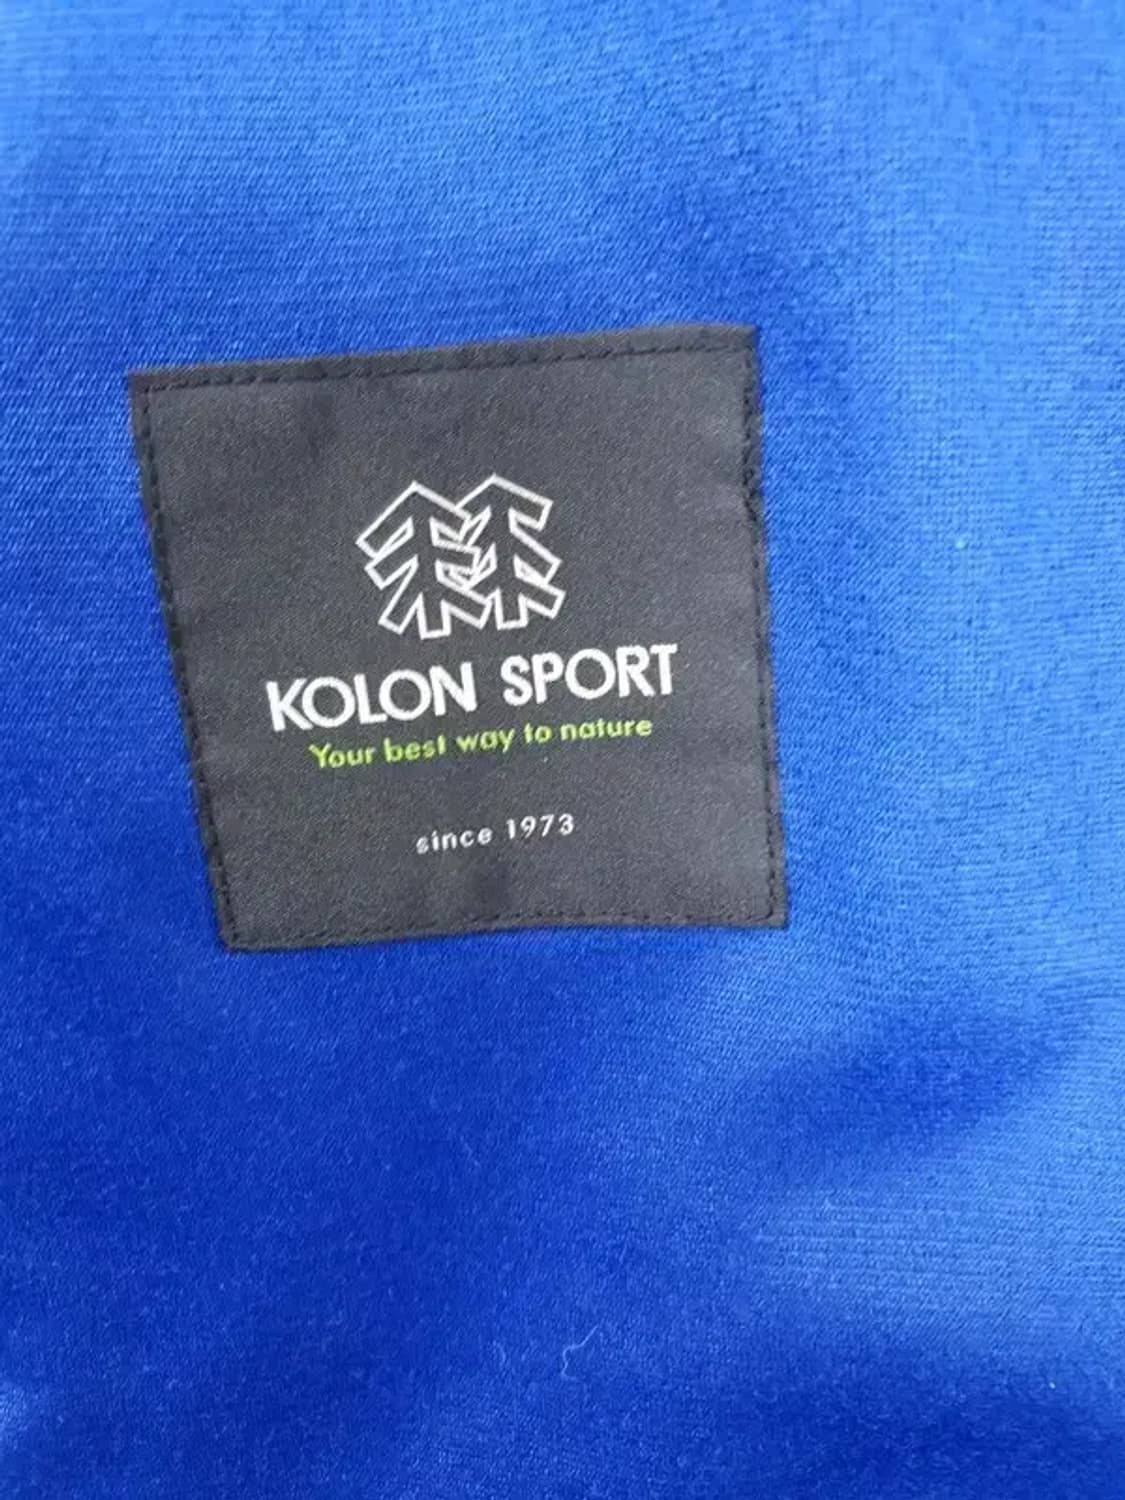 KOLON SPORT
Your best way to nature
since 1973